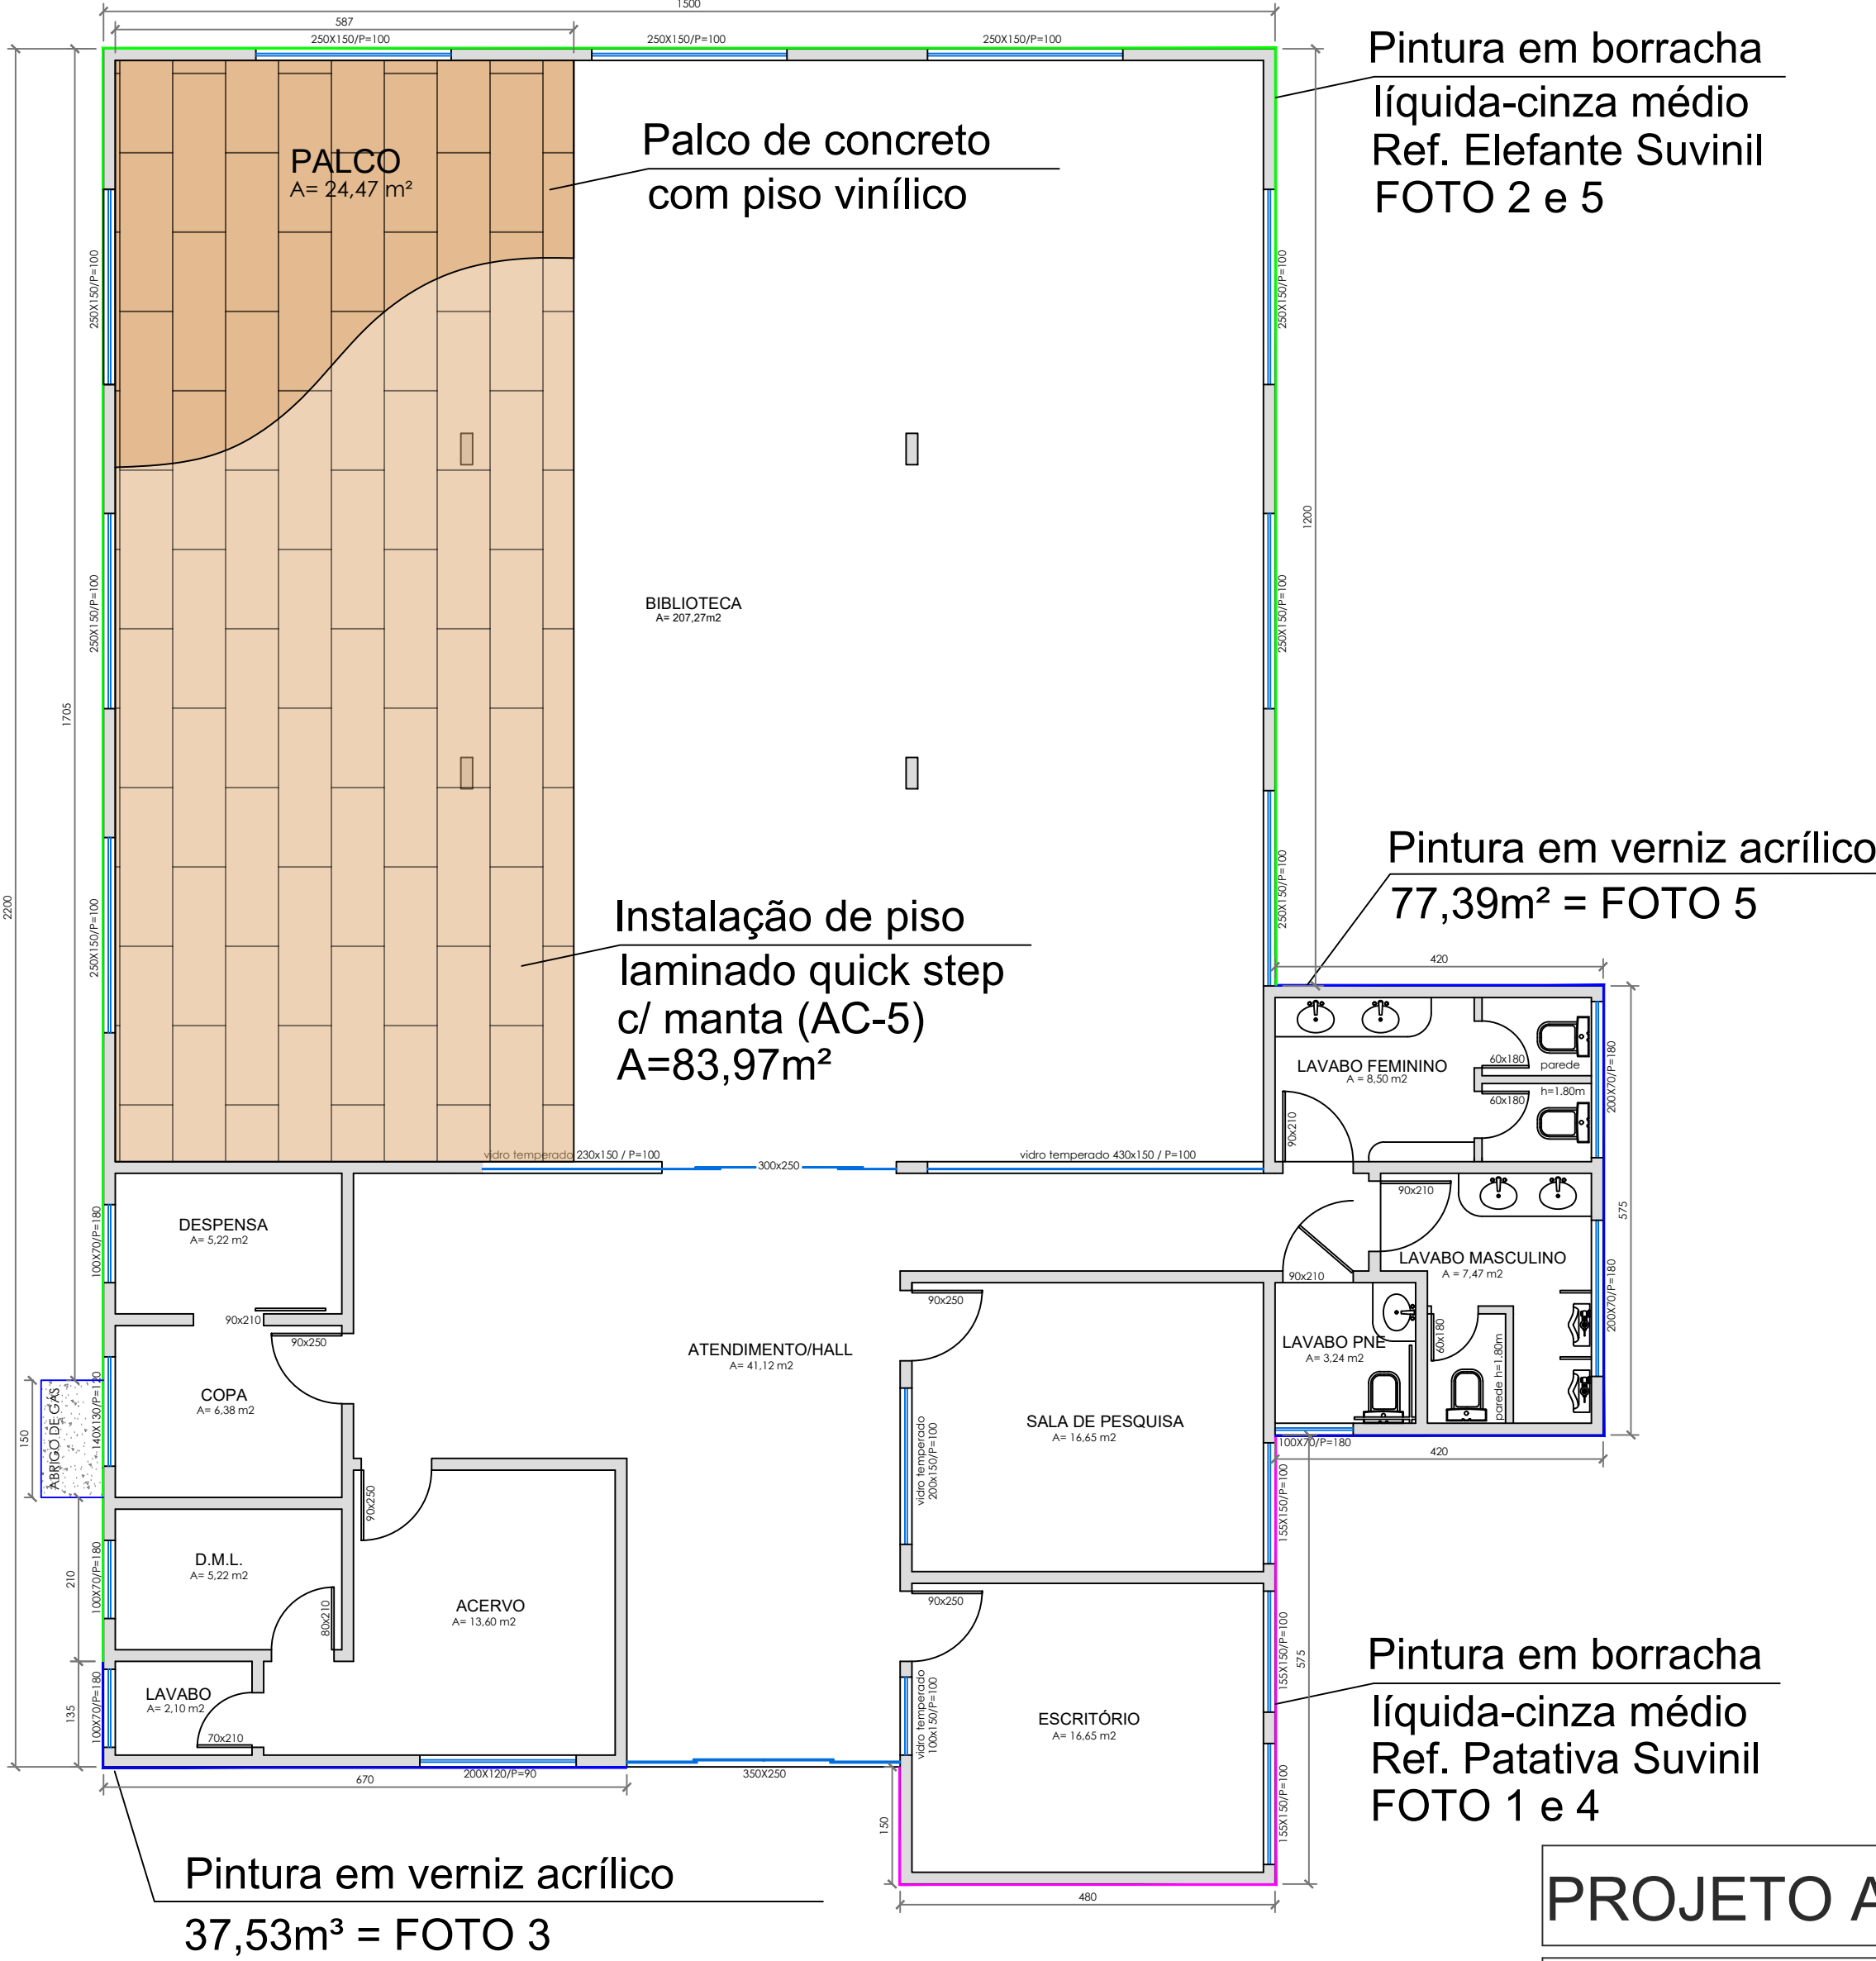 1500
587
250X150/P=100
250X150/P=100
250X150/P=100
Pintura em borracha
líquida-cinza médio
Ref. Elefante Suvinil
FOTO 2 e 5
Palco de concreto
com piso vinílico
PALCO
A= 24,47 m²
250X150/P=100
250X150/P=100
1200
250X150/P=100
250X150/P=100
BIBLIOTECA
A= 207,27m2
1705
2200
Pintura em verniz acrílico
77,39m² = FOTO 5
250X150/P=100
250X150/P=100
Instalação de piso
laminado quick step
c/ manta (AC-5)
A=83,97m²
420
LAVABO FEMININO
A = 8,50 m2
60x180
parede
h=1.80m
60x180
200X70/P=180
90x210
vidro temperado 230x150 / P=100
300x250
vidro temperado 430x150 / P=100
90x210
575
DESPENSA
A= 5,22 m2
100X70/P=180
LAVABO MASCULINO
A = 7,47 m2
200X70/P=180
90x210
90x210
90x250
90x250
ATENDIMENTO/HALL
A= 41,12 m2
LAVABO PNE
A= 3,24 m2
60x180
parede h=1.80m
COPA
A= 6,38 m2
140X130/P=120
ABRIGO DE GÁS
150
SALA DE PESQUISA
A= 16,65 m2
vidro temperado
200x150/P=100
100X70/P=180
420
155X150/P=100
90x250
D.M.L.
A= 5,22 m2
100X70/P=180
210
80x210
ACERVO
A= 13,60 m2
90x250
155X150/P=100
575
Pintura em borracha
líquida-cinza médio
Ref. Patativa Suvinil
FOTO 1 e 4
LAVABO
A= 2,10 m2
100X70/P=180
135
70x210
vidro temperado
100x150/P=100
ESCRITÓRIO
A= 16,65 m2
155X150/P=100
670
200X120/P=90
350X250
150
480
Pintura em verniz acrílico
37,53m³ = FOTO 3
PROJETO A